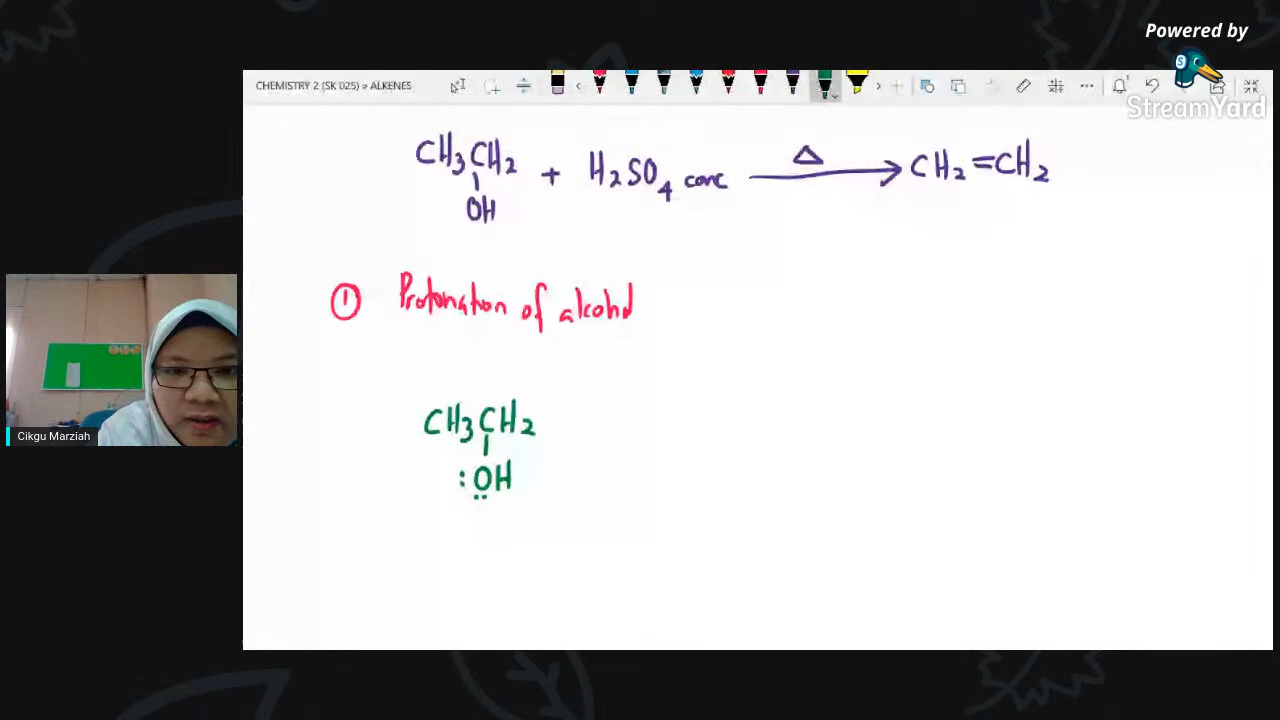 Powered by
StreamYard
CHEMISTRY 2 (SK 025) » ALKENES
CH3CH2 + H2SO4 conc Δ → CH2=CH2
OH
① Protonation of alcohol
CH3CH2
:OH
Cikgu Marziah